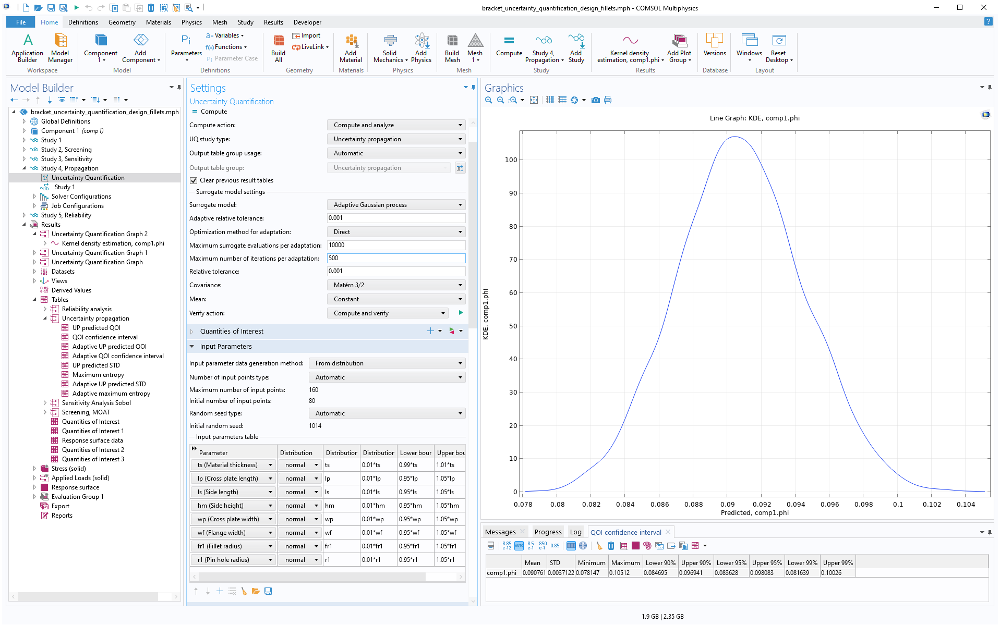 bracket_uncertainty_quantification_design_fillets.mph - COMSOL Multiphysics
File Home Definitions Geometry Materials Physics Mesh Study Results Developer
Application Builder
Model Manager
Workspace
Component 1
Add Component
Model
Pi
Parameters
a= Variables
f(x) Functions
Pi Parameter Case
Definitions
Build All
Import
LiveLink
Geometry
Add Material
Materials
Solid Mechanics
Add Physics
Physics
Build Mesh
Mesh 1
Mesh
Compute
Study 4, Propagation
Add Study
Study
Kernel density estimation, comp1.phi
Add Plot Group
Results
Versions
Database
Windows
Reset Desktop
Layout
Model Builder
bracket_uncertainty_quantification_design_fillets.mph
Global Definitions
Component 1 (comp1)
Study 1
Study 2, Screening
Study 3, Sensitivity
Study 4, Propagation
Uncertainty Quantification
Study 1
Solver Configurations
Job Configurations
Study 5, Reliability
Results
Uncertainty Quantification Graph 2
Kernel density estimation, comp1.phi
Uncertainty Quantification Graph 1
Uncertainty Quantification Graph
Datasets
Views
8.85 e-12 Derived Values
Tables
Reliability analysis
Uncertainty propagation
UP predicted QOI
QOI confidence interval
Adaptive UP predicted QOI
Adaptive QOI confidence interval
UP predicted STD
Maximum entropy
Adaptive UP predicted STD
Adaptive maximum entropy
Sensitivity Analysis Sobol
Screening, MOAT
Quantities of Interest
Quantities of Interest 1
Response surface data
Quantities of Interest 2
Quantities of Interest 3
Stress (solid)
Applied Loads (solid)
Response surface
Evaluation Group 1
Export
Reports
Settings
Uncertainty Quantification
= Compute
Compute action: Compute and analyze
UQ study type: Uncertainty propagation
Output table group usage: Automatic
Output table group: Uncertainty propagation
Clear previous result tables
Surrogate model settings
Surrogate model: Adaptive Gaussian process
Adaptive relative tolerance: 0.001
Optimization method for adaptation: Direct
Maximum surrogate evaluations per adaptation: 10000
Maximum number of iterations per adaptation: 500
Relative tolerance: 0.001
Covariance: Matérn 3/2
Mean: Constant
Verify action: Compute and verify
Quantities of Interest
Input Parameters
Input parameter data generation method: From distribution
Number of input points type: Automatic
Maximum number of input points: 160
Initial number of input points: 80
Random seed type: Automatic
Initial random seed: 1014
Input parameters table
Parameter Distribution Distribution Distribution Lower bour Upper bou
ts (Material thickness) normal ts 0.01*ts 0.99*ts 1.01*ts
lp (Cross plate length) normal lp 0.01*lp 0.95*lp 1.05*lp
ls (Side length) normal ls 0.01*ls 0.95*ls 1.05*ls
hm (Side height) normal hm 0.01*hm 0.95*hm 1.05*hm
wp (Cross plate width) normal wp 0.01*wp 0.95*wp 1.05*wp
wf (Flange width) normal wf 0.01*wf 0.95*wf 1.05*wf
fr1 (Fillet radius) normal fr1 0.01*fr1 0.95*fr1 1.05*fr1
r1 (Pin hole radius) normal r1 0.01*r1 0.95*r1 1.05*r1
Graphics
Line Graph: KDE, comp1.phi
KDE, comp1.phi
100
90
80
70
60
50
40
30
20
10
0
0.078 0.08 0.082 0.084 0.086 0.088 0.09 0.092 0.094 0.096 0.098 0.1 0.102 0.104
Predicted, comp1.phi
Messages Progress Log QOI confidence interval
8.85 e-12 AUTO 8.5 e-1 850 e-1 0.85
Mean STD Minimum Maximum Lower 90% Upper 90% Lower 95% Upper 95% Lower 99% Upper 99%
comp1.phi 0.090761 0.0037122 0.078147 0.10512 0.084695 0.096941 0.083628 0.098083 0.081639 0.10026
1.9 GB | 2.35 GB